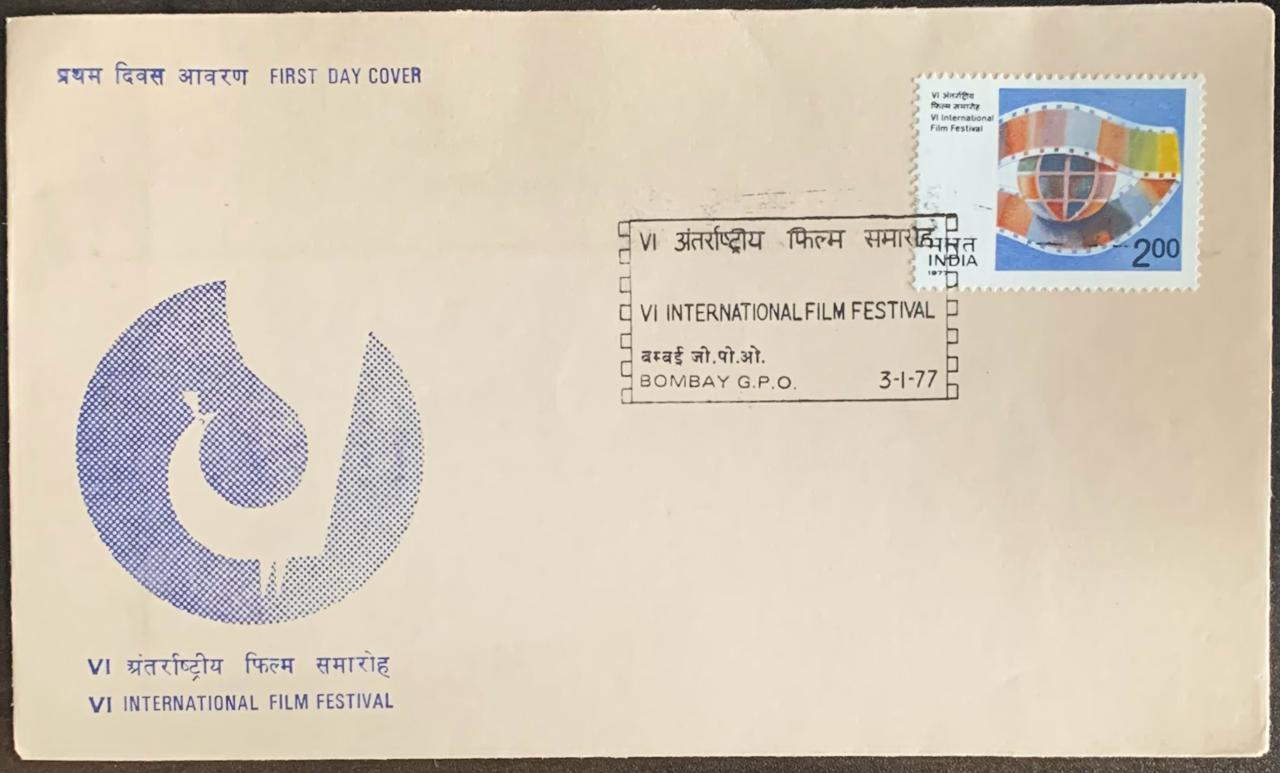 प्रथम दिवस आवरण FIRST DAY COVER
VI अंतर्राष्ट्रीय
फिल्म समारोह
VI International
Film Festival
भारत
INDIA
1977
2.00
VI अंतर्राष्ट्रीय फिल्म समारोह
VI INTERNATIONAL FILM FESTIVAL
बम्बई जी.पी.ओ.
BOMBAY G.P.O. 3-1-77
VI अंतर्राष्ट्रीय फिल्म समारोह
VI INTERNATIONAL FILM FESTIVAL